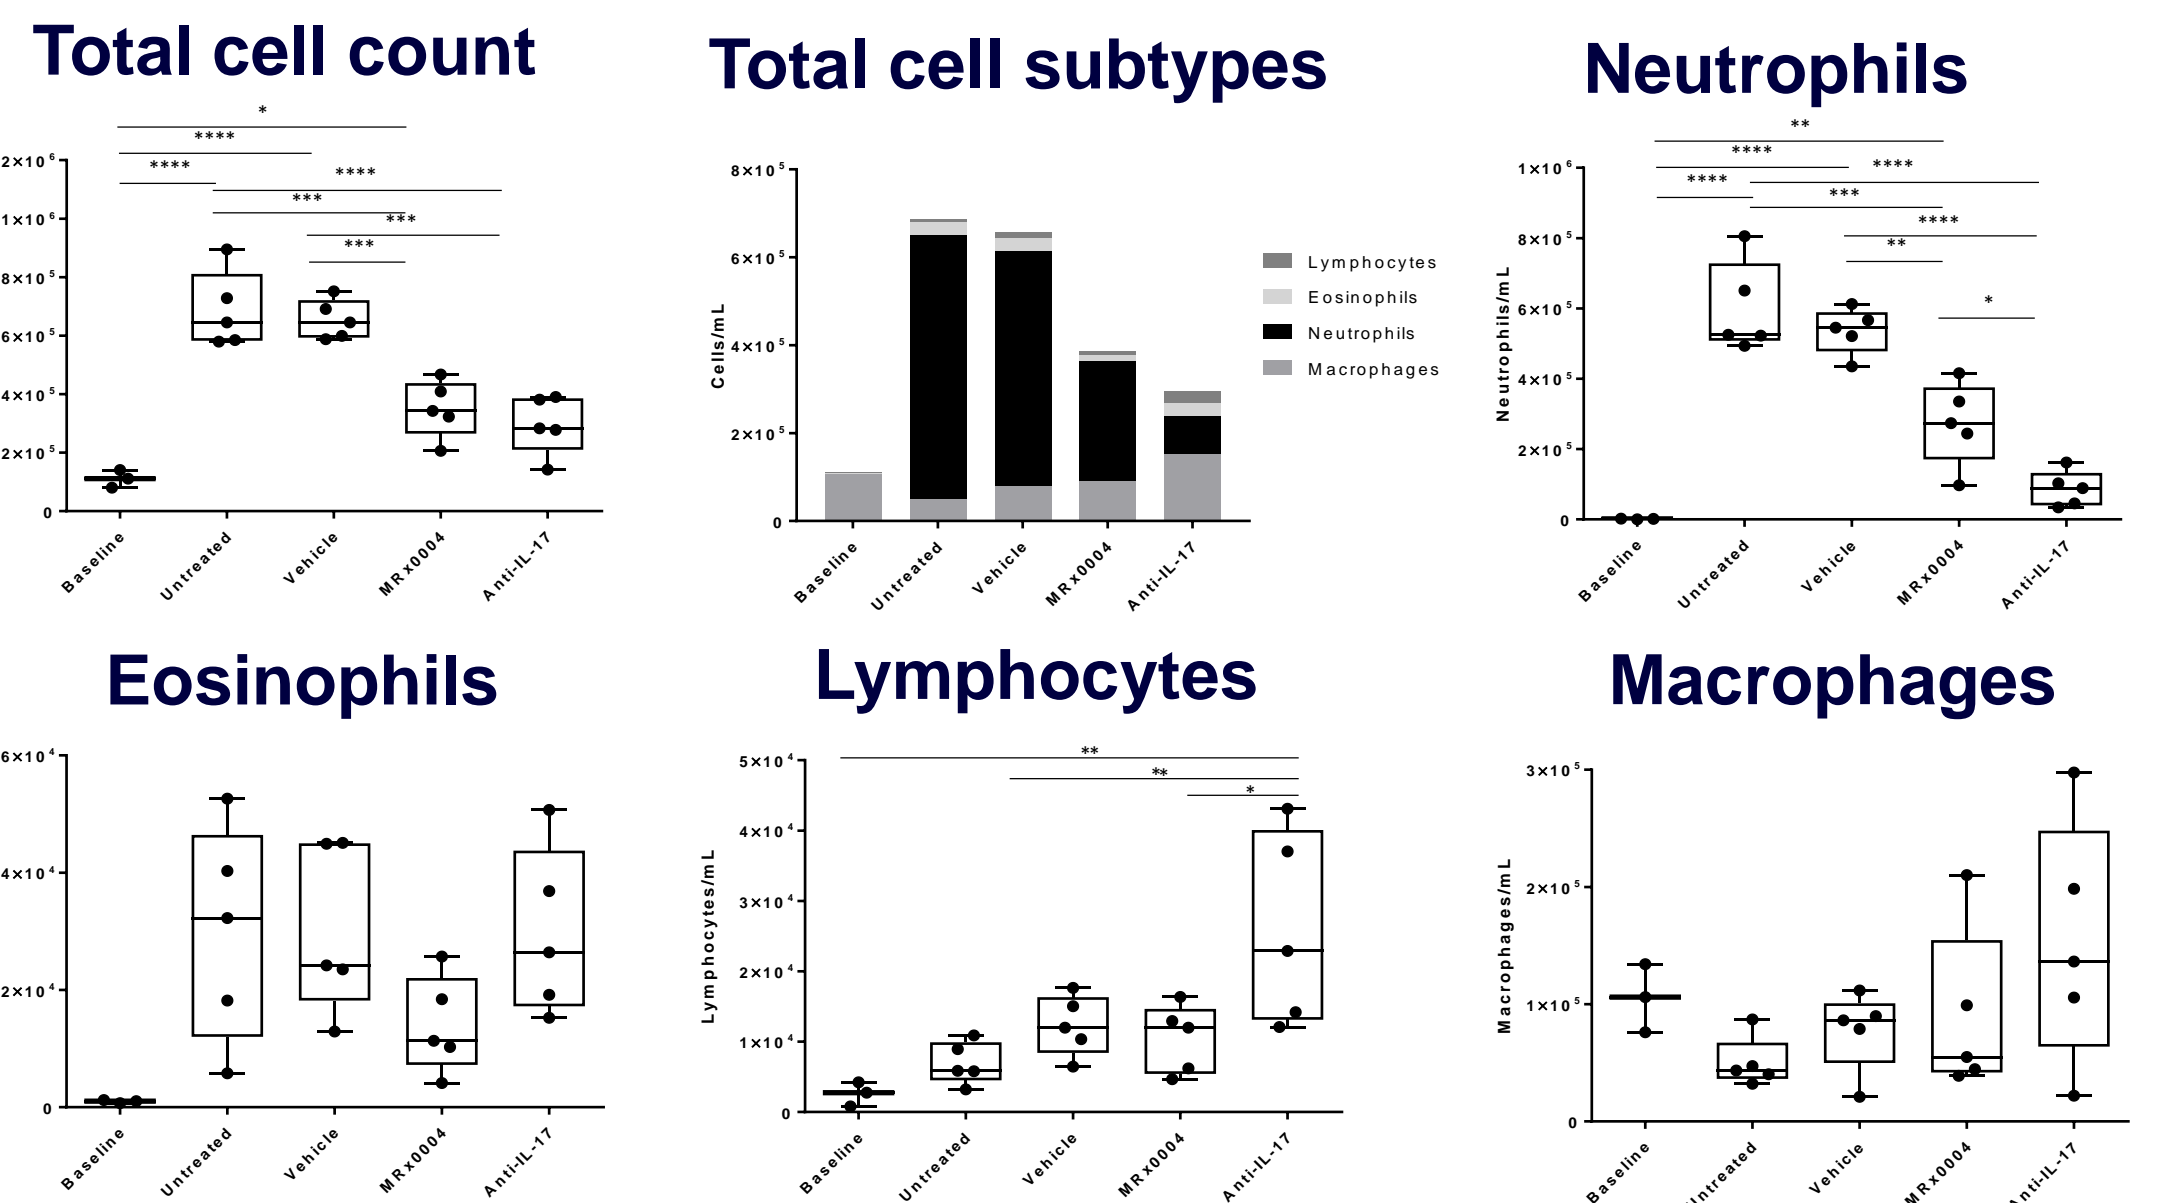 Total cell count
Total cell subtypes
Neutrophils
*
****
****
****
***
***
***
2×10⁶
1×10⁶
8×10⁵
6×10⁵
4×10⁵
2×10⁵
0
Baseline
Untreated
Vehicle
MRx0004
Anti-IL-17
Cells/mL
8×10⁵
6×10⁵
4×10⁵
2×10⁵
0
Baseline
Untreated
Vehicle
MRx0004
Anti-IL-17
Lymphocytes
Eosinophils
Neutrophils
Macrophages
**
****
****
****
***
****
**
*
Neutrophils/mL
1×10⁶
8×10⁵
6×10⁵
4×10⁵
2×10⁵
0
Baseline
Untreated
Vehicle
MRx0004
Anti-IL-17
Eosinophils
Lymphocytes
Macrophages
6×10⁴
4×10⁴
2×10⁴
0
Baseline
Untreated
Vehicle
MRx0004
Anti-IL-17
**
**
*
Lymphocytes/mL
5×10⁴
4×10⁴
3×10⁴
2×10⁴
1×10⁴
0
Baseline
Untreated
Vehicle
MRx0004
Anti-IL-17
Macrophages/mL
3×10⁵
2×10⁵
1×10⁵
0
Baseline
Untreated
Vehicle
MRx0004
Anti-IL-17